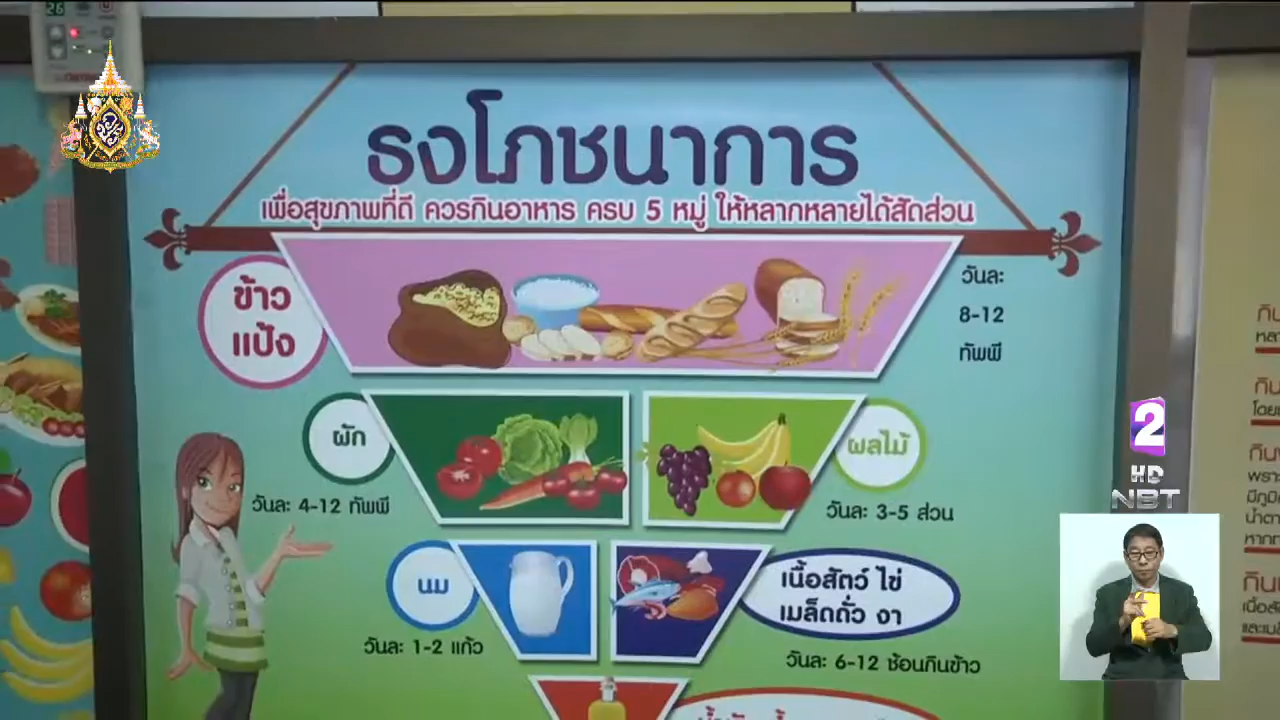 26
ธงโภชนาการ
เพื่อสุขภาพที่ดี ควรกินอาหาร ครบ 5 หมู่ ให้หลากหลายได้สัดส่วน
ข้าว
แป้ง
วันละ
8-12
ทัพพี
ผัก
วันละ 4-12 ทัพพี
ผลไม้
วันละ 3-5 ส่วน
นม
วันละ 1-2 แก้ว
เนื้อสัตว์ ไข่
เมล็ดถั่ว งา
วันละ 6-12 ช้อนกินข้าว
2
HD
NBT